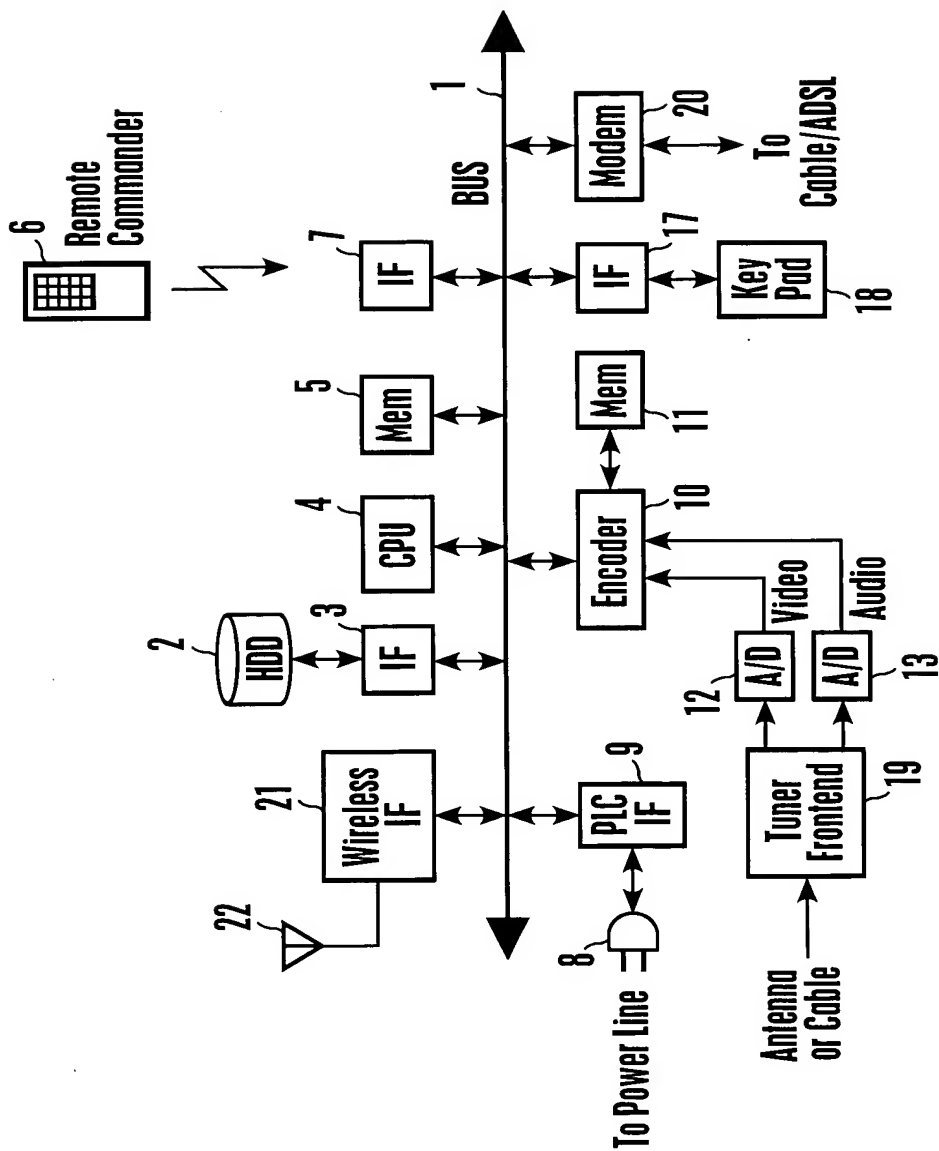 6
Remote
Commander
2
HDD
3
IF
4
CPU
5
Mem
7
IF
22
21
Wireless
IF
BUS
1
8
To Power Line
9
PLC
IF
10
Encoder
11
Mem
17
IF
18
Key
Pad
20
Modem
To
Cable/ADSL
12
A/D
Video
13
A/D
Audio
19
Tuner
Frontend
Antenna
or Cable